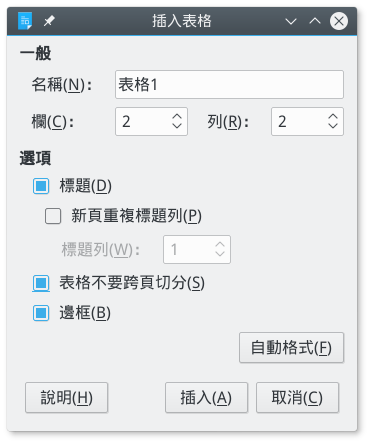 插入表格
一般
名稱(N)： 表格1
欄(C)： 2 列(R)： 2
選項
標題(D)
新頁重複標題列(P)
標題列(W)： 1
表格不要跨頁切分(S)
邊框(B)
自動格式(F)
說明(H) 插入(A) 取消(C)